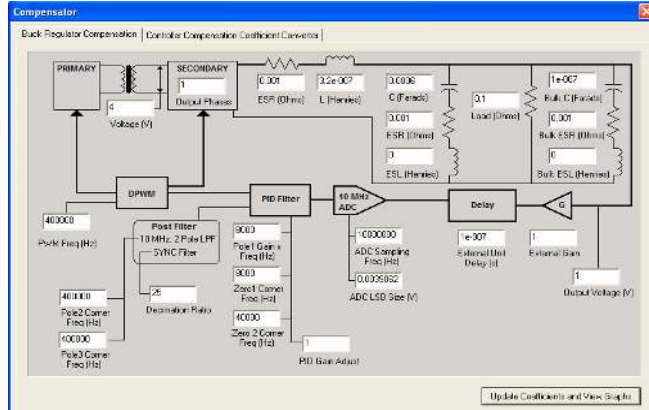 Compensator
Buck Regulator Compensation
Controller Compensation Coefficient Converter
PRIMARY
SECONDARY
1
Output Phases
4
Voltage (V)
0.001
ESR (Ohms)
3.2e-007
L (Henries)
0.0006
C (Farads)
0.001
ESR (Ohms)
0
ESL (Henries)
0.1
Load (Ohms)
1e-007
Bulk C (Farads)
0.001
Bulk ESR (Ohms)
0
Bulk ESL (Henries)
DPWM
400000
PWM Freq (Hz)
Post Filter
10 MHz, 2 Pole LPF
SYNC Filter
PID Filter
10 MHz
ADC
Delay
G
400000
Pole2 Corner
Freq (Hz)
400000
Pole3 Corner
Freq (Hz)
25
Decimation Ratio
8000
Pole1 Gain x
Freq (Hz)
8000
Zero1 Corner
Freq (Hz)
40000
Zero 2 Corner
Freq (Hz)
1
PID Gain Adjust
10000000
ADC Sampling
Freq (Hz)
0.0039062
ADC LSB Size (V)
1e-007
External Unit
Delay (s)
1
External Gain
1
Output Voltage (V)
Update Coefficients and View Graphs